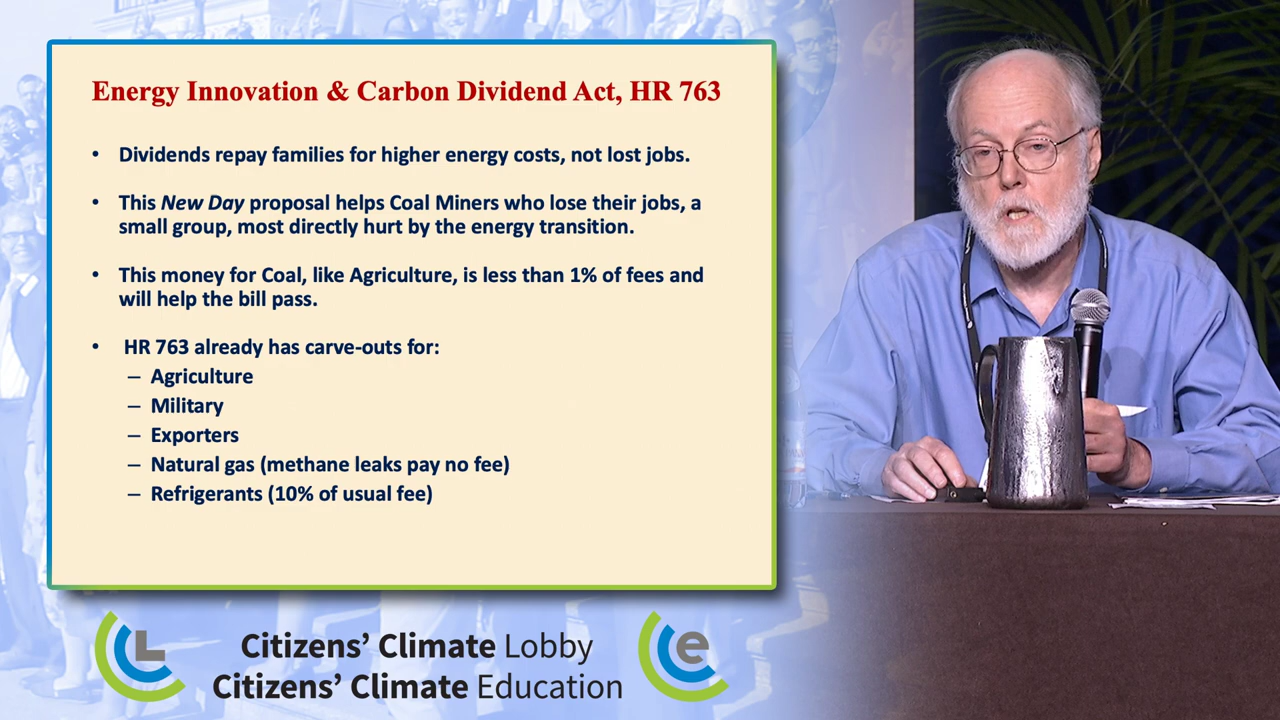 Energy Innovation & Carbon Dividend Act, HR 763
• Dividends repay families for higher energy costs, not lost jobs.
• This New Day proposal helps Coal Miners who lose their jobs, a
small group, most directly hurt by the energy transition.
• This money for Coal, like Agriculture, is less than 1% of fees and
will help the bill pass.
• HR 763 already has carve-outs for:
– Agriculture
– Military
– Exporters
– Natural gas (methane leaks pay no fee)
– Refrigerants (10% of usual fee)
CCL
Citizens' Climate Lobby
Citizens' Climate Education
CCe